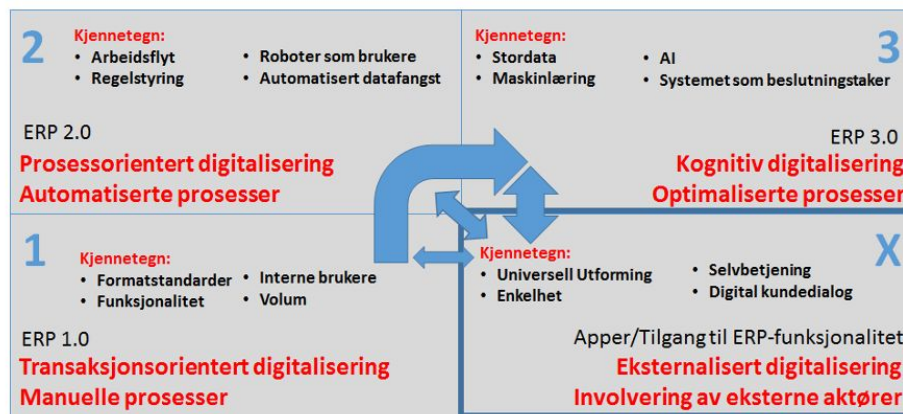 2
Kjennetegn:
• Arbeidsflyt
• Regelstyring
• Roboter som brukere
• Automatisert datafangst
ERP 2.0
Prosessorientert digitalisering
Automatiserte prosesser
3
Kjennetegn:
• Stordata
• Maskinlæring
• AI
• Systemet som beslutningstaker
ERP 3.0
Kognitiv digitalisering
Optimaliserte prosesser
1
Kjennetegn:
• Formatstandarder
• Funksjonalitet
• Interne brukere
• Volum
ERP 1.0
Transaksjonsorientert digitalisering
Manuelle prosesser
X
Kjennetegn:
• Universell Utforming
• Enkelhet
• Selvbetjening
• Digital kundedialog
Apper/Tilgang til ERP-funksjonalitet
Eksternalisert digitalisering
Involvering av eksterne aktører